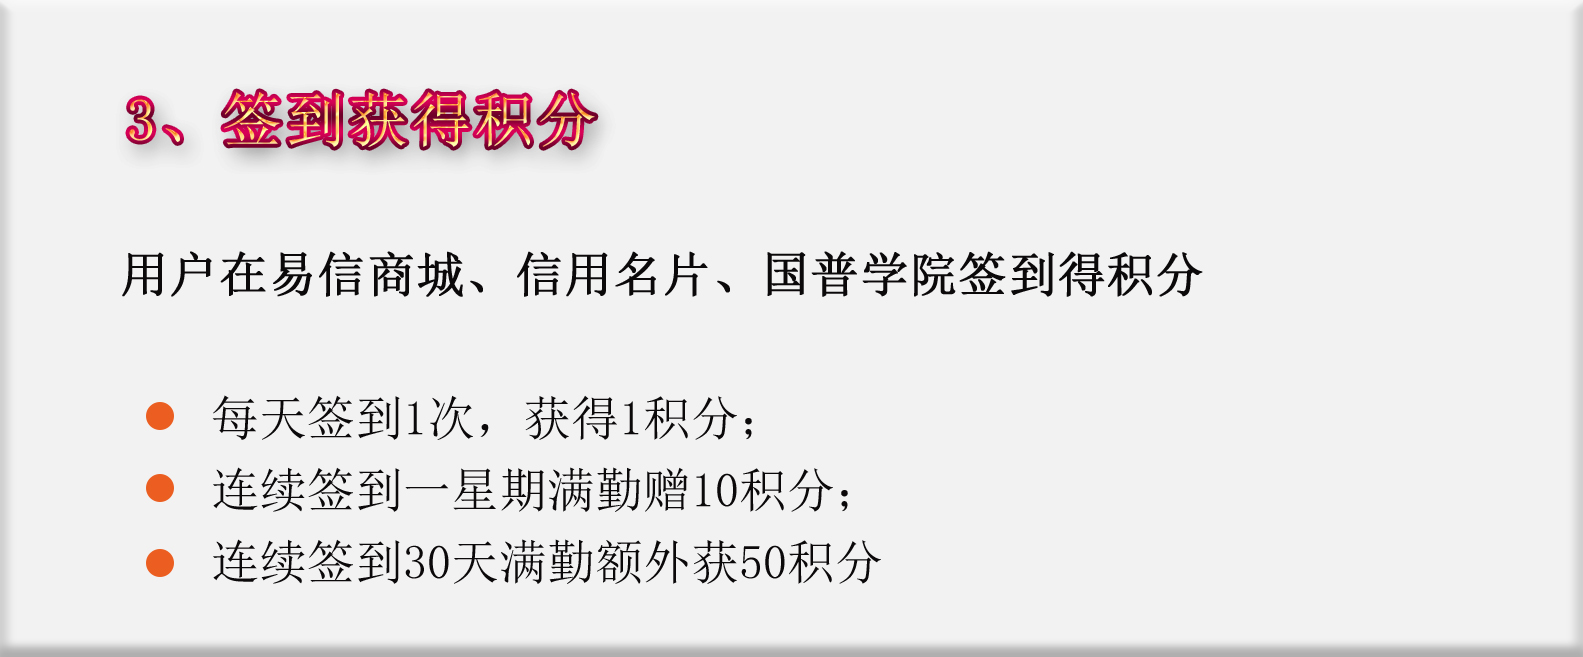 3、签到获得积分
用户在易信商城、信用名片、国普学院签到得积分
每天签到1次，获得1积分；
连续签到一星期满勤赠10积分；
连续签到30天满勤额外获50积分